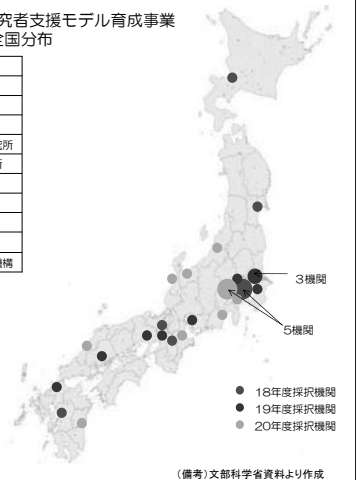 究者支援モデル育成事業
全国分布
究所
所
機構
3機関
5機関
18年度採択機関
19年度採択機関
20年度採択機関
(備考)文部科学省資料より作成